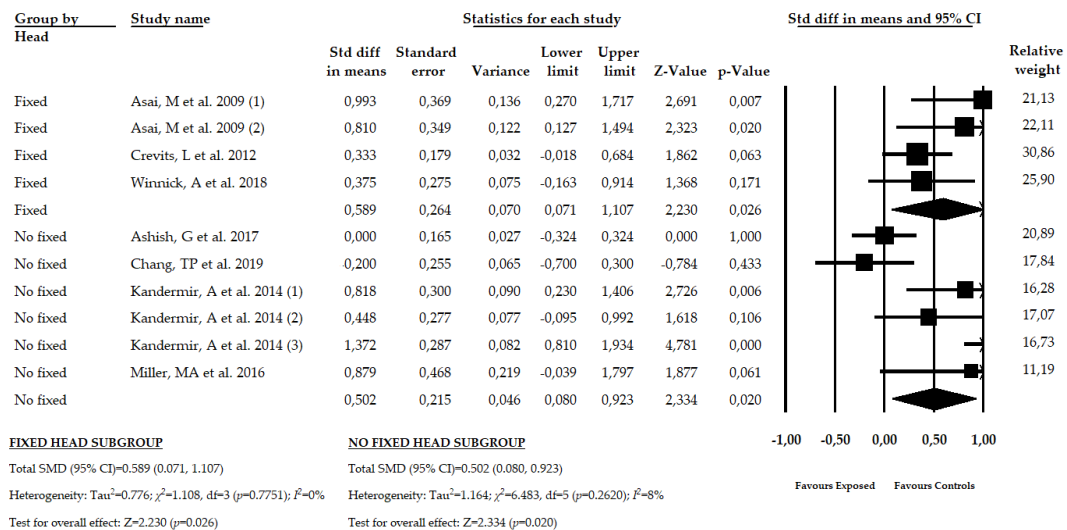 Group by Study name Statistics for each study Std diff in means and 95% CI
Head
Std diff Standard Lower Upper Relative
in means error Variance limit limit Z-Value p-Value weight
Fixed Asai, M et al. 2009 (1) 0,993 0,369 0,136 0,270 1,717 2,691 0,007 21,13
Fixed Asai, M et al. 2009 (2) 0,810 0,349 0,122 0,127 1,494 2,323 0,020 22,11
Fixed Crevits, L et al. 2012 0,333 0,179 0,032 -0,018 0,684 1,862 0,063 30,86
Fixed Winnick, A et al. 2018 0,375 0,275 0,075 -0,163 0,914 1,368 0,171 25,90
Fixed 0,589 0,264 0,070 0,071 1,107 2,230 0,026
No fixed Ashish, G et al. 2017 0,000 0,165 0,027 -0,324 0,324 0,000 1,000 20,89
No fixed Chang, TP et al. 2019 -0,200 0,255 0,065 -0,700 0,300 -0,784 0,433 17,84
No fixed Kandermir, A et al. 2014 (1) 0,818 0,300 0,090 0,230 1,406 2,726 0,006 16,28
No fixed Kandermir, A et al. 2014 (2) 0,448 0,277 0,077 -0,095 0,992 1,618 0,106 17,07
No fixed Kandermir, A et al. 2014 (3) 1,372 0,287 0,082 0,810 1,934 4,781 0,000 16,73
No fixed Miller, MA et al. 2016 0,879 0,468 0,219 -0,039 1,797 1,877 0,061 11,19
No fixed 0,502 0,215 0,046 0,080 0,923 2,334 0,020
-1,00 -0,50 0,00 0,50 1,00
Favours Exposed Favours Controls
FIXED HEAD SUBGROUP
Total SMD (95% CI)=0.589 (0.071, 1.107)
Heterogeneity: Tau²=0.776; χ²=1.108, df=3 (p=0.7751); I²=0%
Test for overall effect: Z=2.230 (p=0.026)
NO FIXED HEAD SUBGROUP
Total SMD (95% CI)=0.502 (0.080, 0.923)
Heterogeneity: Tau²=1.164; χ²=6.483, df=5 (p=0.2620); I²=8%
Test for overall effect: Z=2.334 (p=0.020)